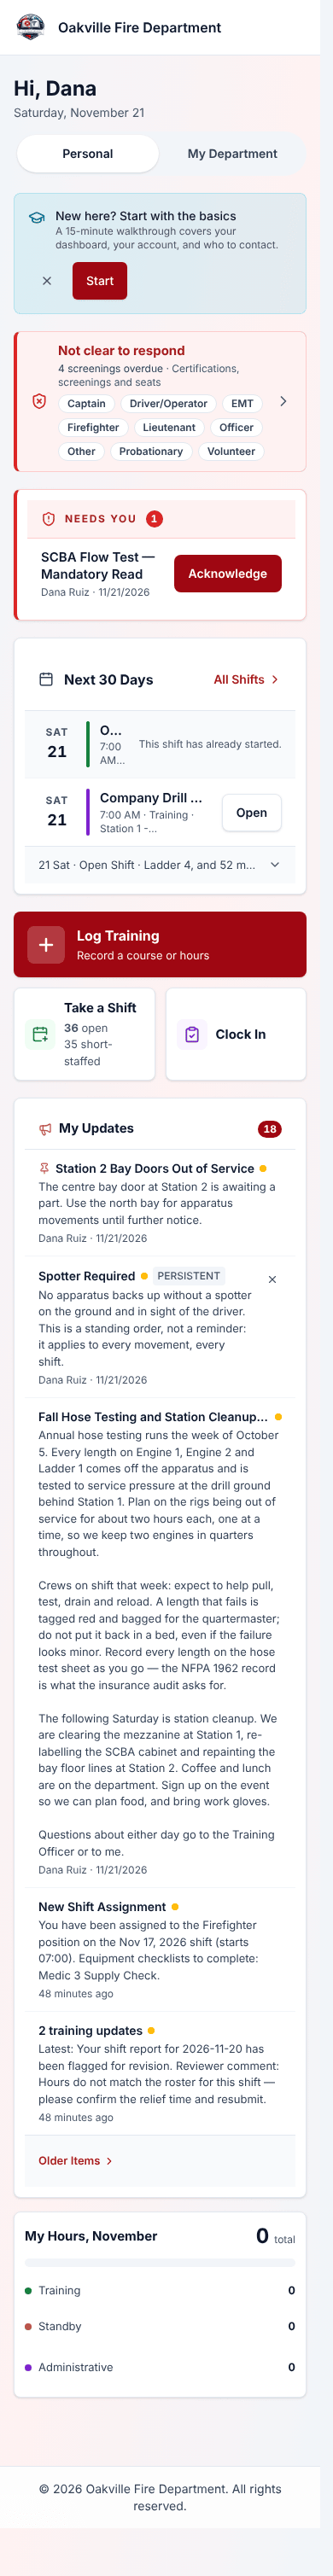 Oakville Fire Department
Hi, Dana
Saturday, November 21
Personal
My Department
New here? Start with the basics
A 15-minute walkthrough covers your
dashboard, your account, and who to contact.
Start
Not clear to respond
4 screenings overdue · Certifications,
screenings and seats
Captain Driver/Operator EMT
Firefighter Lieutenant Officer
Other Probationary Volunteer
NEEDS YOU 1
SCBA Flow Test —
Mandatory Read
Dana Ruiz · 11/21/2026
Acknowledge
Next 30 Days
All Shifts
SAT
21
O...
7:00
AM...
This shift has already started.
SAT
21
Company Drill ...
7:00 AM · Training ·
Station 1 -...
Open
21 Sat · Open Shift · Ladder 4, and 52 m...
Log Training
Record a course or hours
Take a Shift
36 open
35 short-
staffed
Clock In
My Updates
18
Station 2 Bay Doors Out of Service
The centre bay door at Station 2 is awaiting a
part. Use the north bay for apparatus
movements until further notice.
Dana Ruiz · 11/21/2026
Spotter Required PERSISTENT
No apparatus backs up without a spotter
on the ground and in sight of the driver.
This is a standing order, not a reminder:
it applies to every movement, every
shift.
Dana Ruiz · 11/21/2026
Fall Hose Testing and Station Cleanup...
Annual hose testing runs the week of October
5. Every length on Engine 1, Engine 2 and
Ladder 1 comes off the apparatus and is
tested to service pressure at the drill ground
behind Station 1. Plan on the rigs being out of
service for about two hours each, one at a
time, so we keep two engines in quarters
throughout.
Crews on shift that week: expect to help pull,
test, drain and reload. A length that fails is
tagged red and bagged for the quartermaster;
do not put it back in a bed, even if the failure
looks minor. Record every length on the hose
test sheet as you go — the NFPA 1962 record
is what the insurance audit asks for.
The following Saturday is station cleanup. We
are clearing the mezzanine at Station 1, re-
labelling the SCBA cabinet and repainting the
bay floor lines at Station 2. Coffee and lunch
are on the department. Sign up on the event
so we can plan food, and bring work gloves.
Questions about either day go to the Training
Officer or to me.
Dana Ruiz · 11/21/2026
New Shift Assignment
You have been assigned to the Firefighter
position on the Nov 17, 2026 shift (starts
07:00). Equipment checklists to complete:
Medic 3 Supply Check.
48 minutes ago
2 training updates
Latest: Your shift report for 2026-11-20 has
been flagged for revision. Reviewer comment:
Hours do not match the roster for this shift —
please confirm the relief time and resubmit.
48 minutes ago
Older Items
My Hours, November
0 total
Training 0
Standby 0
Administrative 0
© 2026 Oakville Fire Department. All rights
reserved.